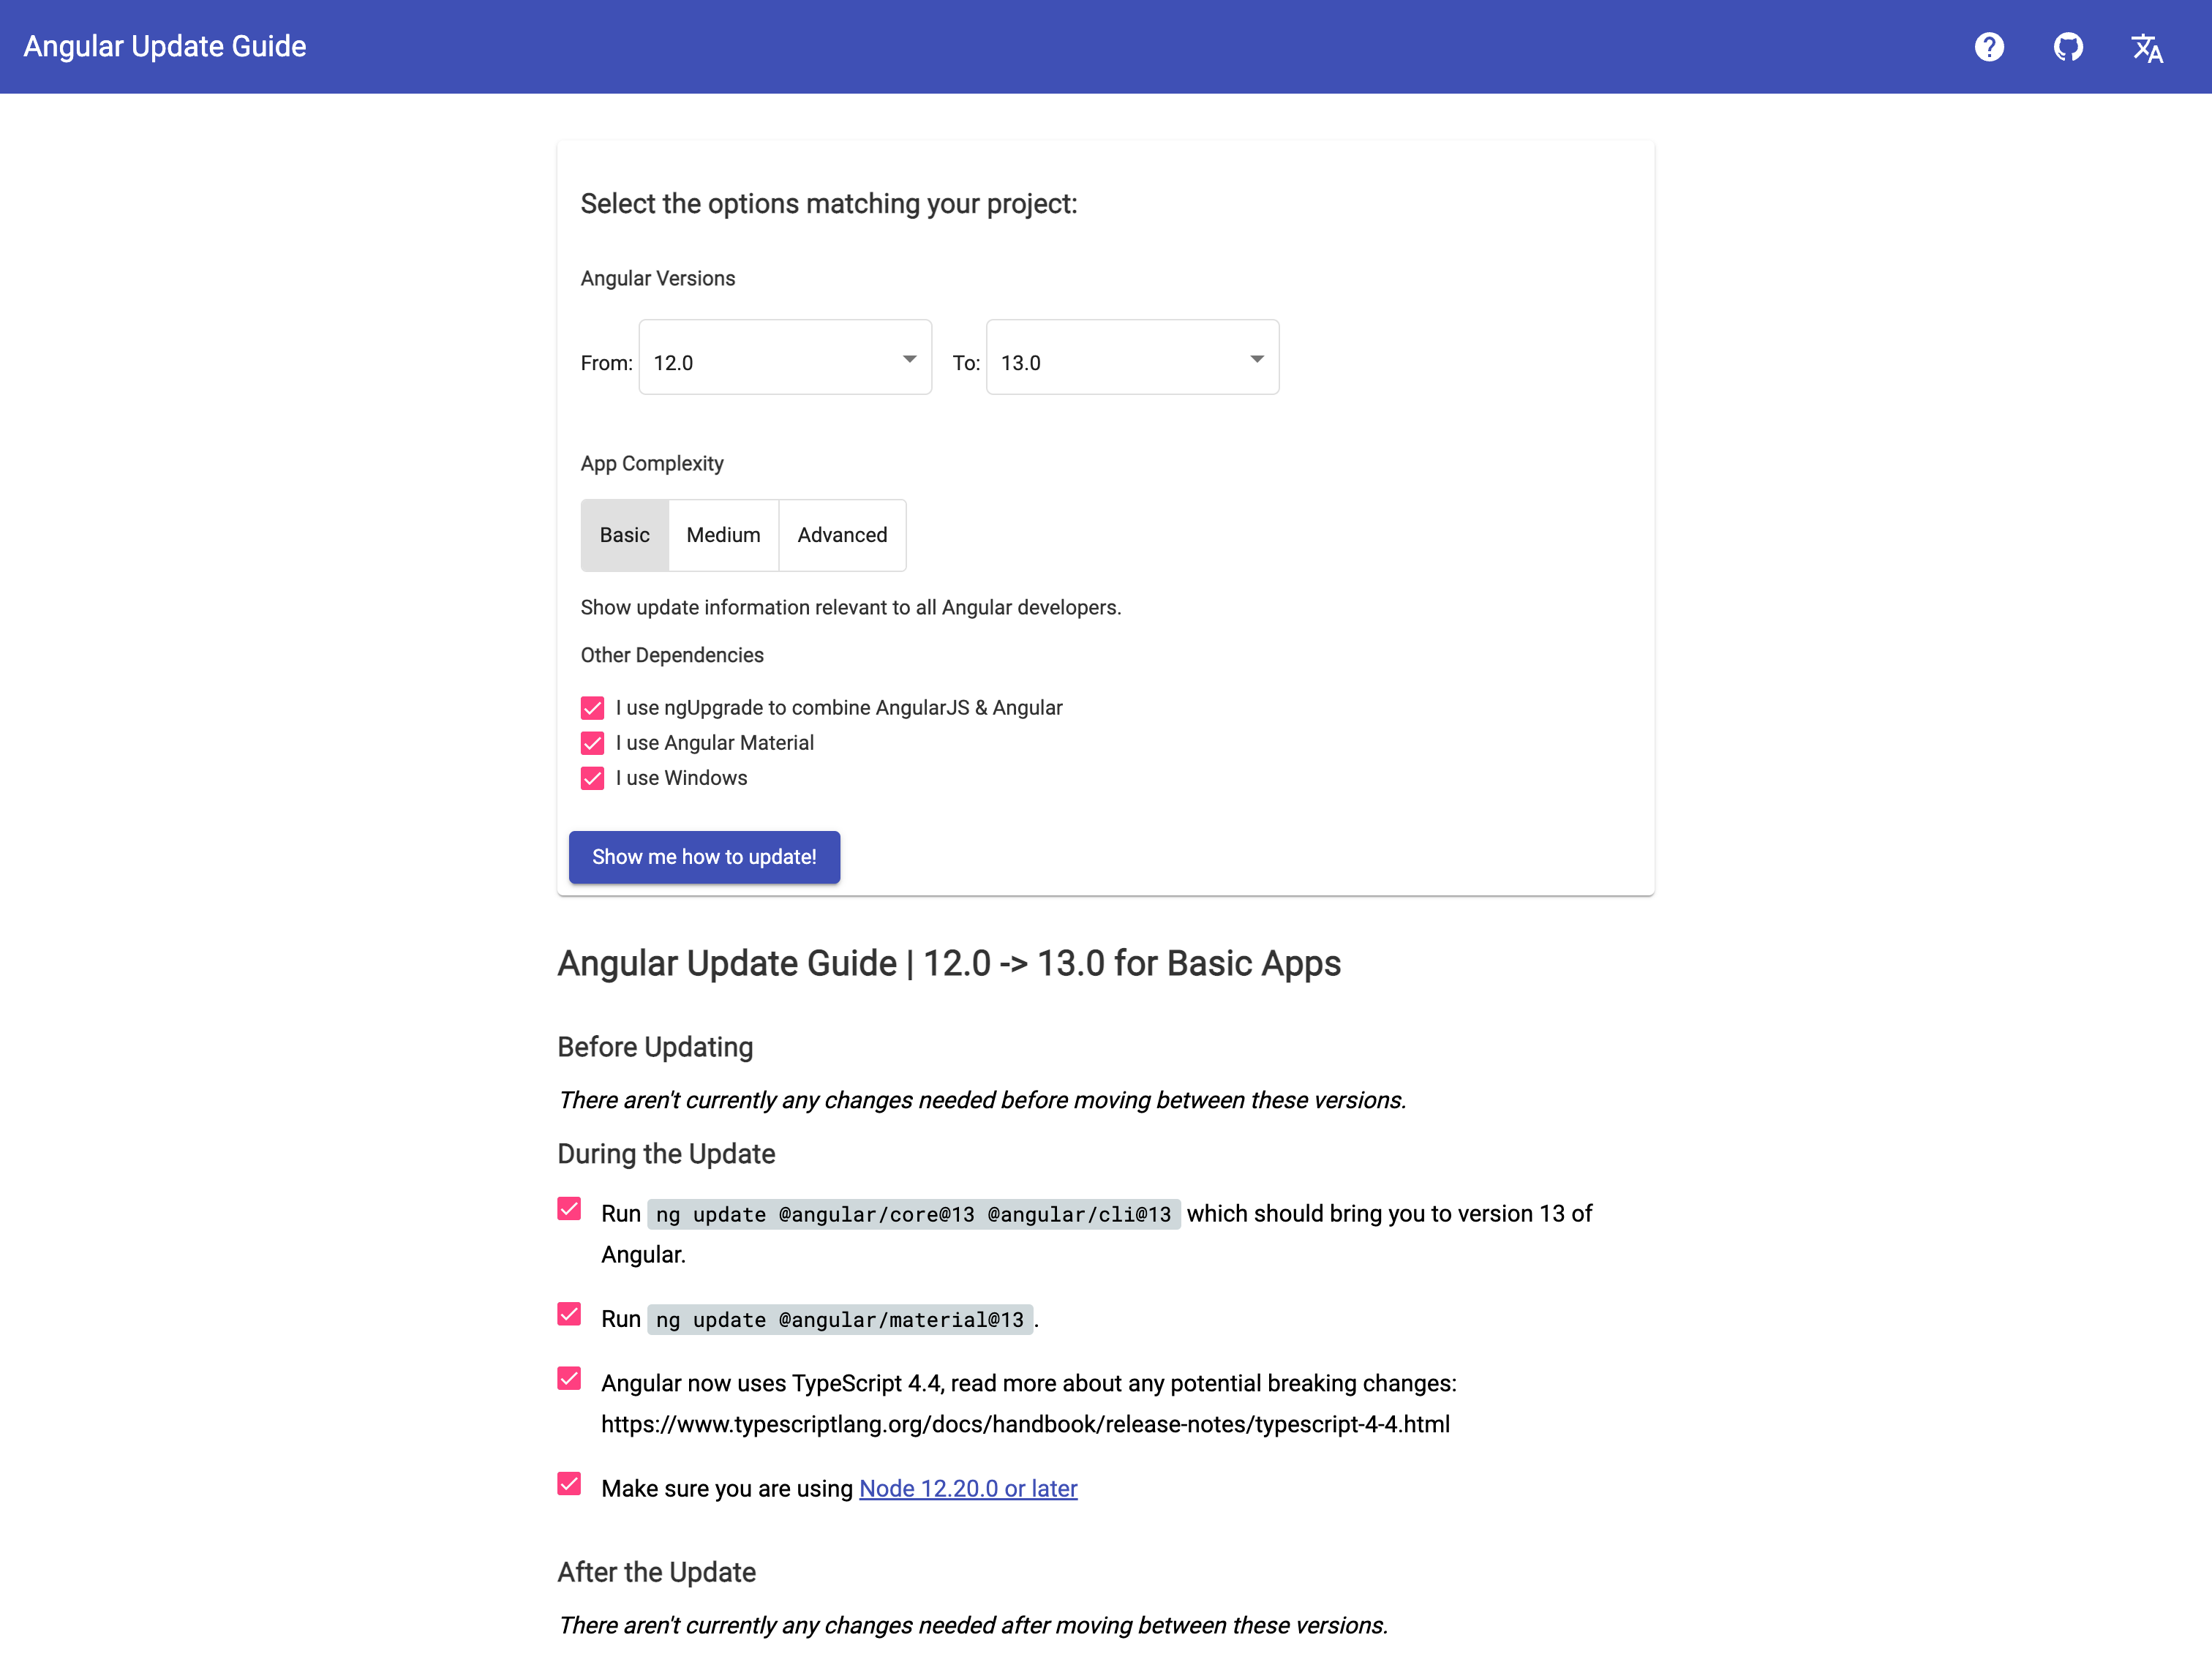 Angular Update Guide
Select the options matching your project:
Angular Versions
From: 12.0 To: 13.0
App Complexity
Basic Medium Advanced
Show update information relevant to all Angular developers.
Other Dependencies
I use ngUpgrade to combine AngularJS & Angular
I use Angular Material
I use Windows
Show me how to update!
Angular Update Guide | 12.0 -> 13.0 for Basic Apps
Before Updating
There aren't currently any changes needed before moving between these versions.
During the Update
Run ng update @angular/core@13 @angular/cli@13 which should bring you to version 13 of
Angular.
Run ng update @angular/material@13.
Angular now uses TypeScript 4.4, read more about any potential breaking changes:
https://www.typescriptlang.org/docs/handbook/release-notes/typescript-4-4.html
Make sure you are using Node 12.20.0 or later
After the Update
There aren't currently any changes needed after moving between these versions.